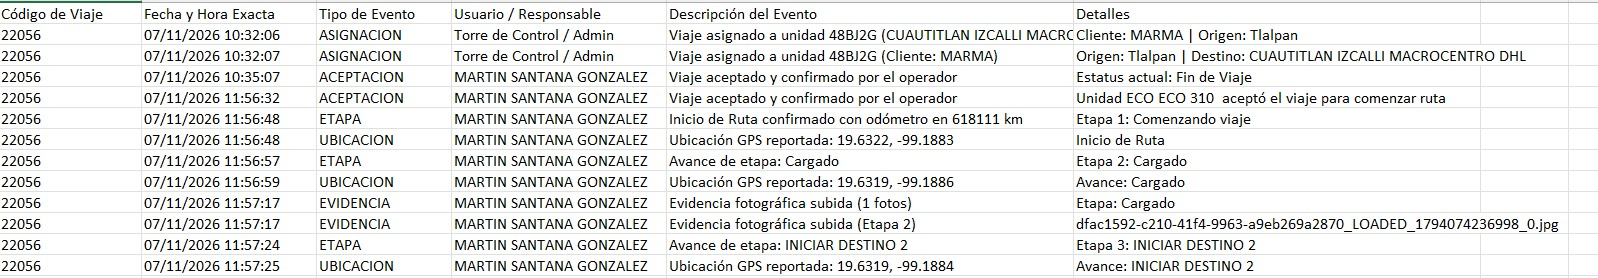 Código de Viaje Fecha y Hora Exacta Tipo de Evento Usuario / Responsable Descripción del Evento Detalles
22056 07/11/2026 10:32:06 ASIGNACION Torre de Control / Admin Viaje asignado a unidad 48BJ2G (CUAUTITLAN IZCALLI MACRC Cliente: MARMA | Origen: Tlalpan
22056 07/11/2026 10:32:07 ASIGNACION Torre de Control / Admin Viaje asignado a unidad 48BJ2G (Cliente: MARMA) Origen: Tlalpan | Destino: CUAUTITLAN IZCALLI MACROCENTRO DHL
22056 07/11/2026 10:35:07 ACEPTACION MARTIN SANTANA GONZALEZ Viaje aceptado y confirmado por el operador Estatus actual: Fin de Viaje
22056 07/11/2026 11:56:32 ACEPTACION MARTIN SANTANA GONZALEZ Viaje aceptado y confirmado por el operador Unidad ECO ECO 310 aceptó el viaje para comenzar ruta
22056 07/11/2026 11:56:48 ETAPA MARTIN SANTANA GONZALEZ Inicio de Ruta confirmado con odómetro en 618111 km Etapa 1: Comenzando viaje
22056 07/11/2026 11:56:48 UBICACION MARTIN SANTANA GONZALEZ Ubicación GPS reportada: 19.6322, -99.1883 Inicio de Ruta
22056 07/11/2026 11:56:57 ETAPA MARTIN SANTANA GONZALEZ Avance de etapa: Cargado Etapa 2: Cargado
22056 07/11/2026 11:56:59 UBICACION MARTIN SANTANA GONZALEZ Ubicación GPS reportada: 19.6319, -99.1886 Avance: Cargado
22056 07/11/2026 11:57:17 EVIDENCIA MARTIN SANTANA GONZALEZ Evidencia fotográfica subida (1 fotos) Etapa: Cargado
22056 07/11/2026 11:57:17 EVIDENCIA MARTIN SANTANA GONZALEZ Evidencia fotográfica subida (Etapa 2) dfac1592-c210-41f4-9963-a9eb269a2870_LOADED_1794074236998_0.jpg
22056 07/11/2026 11:57:24 ETAPA MARTIN SANTANA GONZALEZ Avance de etapa: INICIAR DESTINO 2 Etapa 3: INICIAR DESTINO 2
22056 07/11/2026 11:57:25 UBICACION MARTIN SANTANA GONZALEZ Ubicación GPS reportada: 19.6319, -99.1884 Avance: INICIAR DESTINO 2